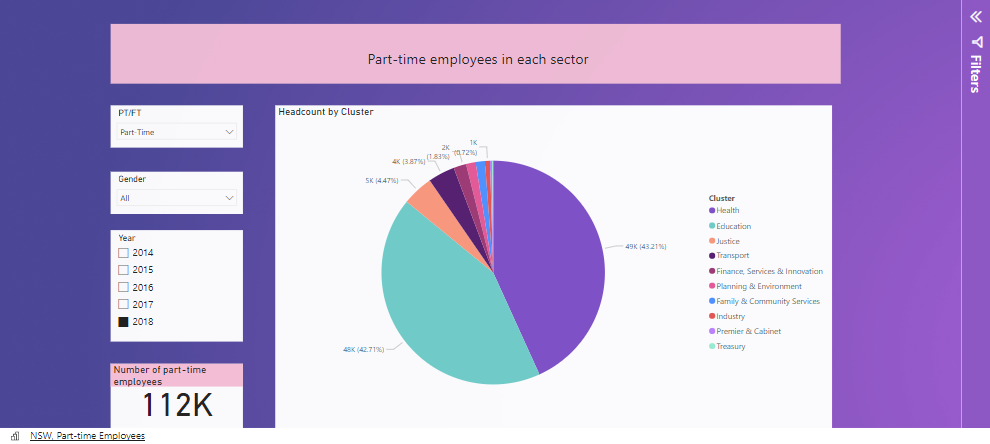 Part-time employees in each sector
Filters
PT/FT
Part-Time
Gender
All
Year
2014
2015
2016
2017
2018
Number of part-time
employees
112K
Headcount by Cluster
1K
(0.72%)
2K
(1.83%)
4K (3.87%)
5K (4.47%)
49K (43.21%)
48K (42.71%)
Cluster
Health
Education
Justice
Transport
Finance, Services & Innovation
Planning & Environment
Family & Community Services
Industry
Premier & Cabinet
Treasury
NSW, Part-time Employees